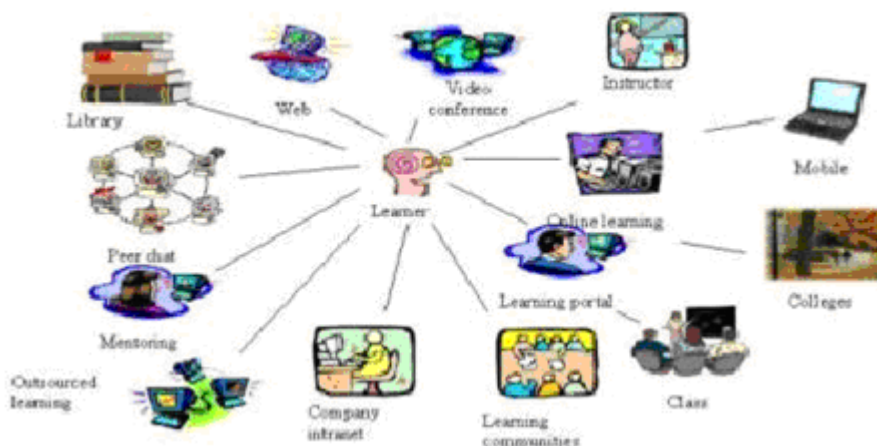 Library
Web
Video
conference
Instructor
Mobile
Learner
Peer chat
Online learning
Mentoring
Learning portal
Colleges
Outsourced
learning
Company
intranet
Learning
communities
Class